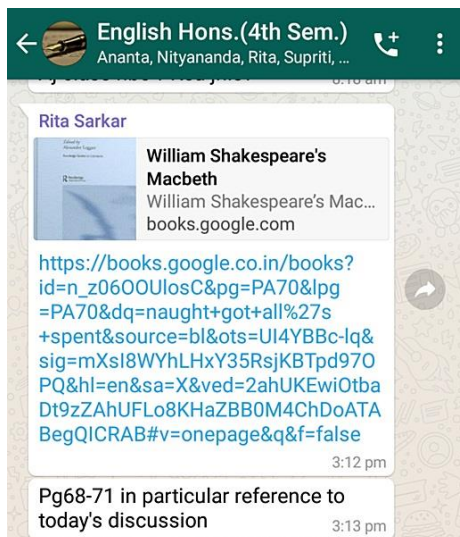 English Hons.(4th Sem.)
Ananta, Nityananda, Rita, Supriti, ...
Rita Sarkar
William Shakespeare's
Macbeth
William Shakespeare's Mac...
books.google.com
https://books.google.co.in/books?
id=n_z06OOUlosC&pg=PA70&lpg
=PA70&dq=naught+got+all%27s
+spent&source=bl&ots=UI4YBBc-lq&
sig=mXsI8WYhLHxY35RsjKBTpd97O
PQ&hl=en&sa=X&ved=2ahUKEwiOtba
Dt9zZAhUFLo8KHaZBB0M4ChDoATA
BegQICRAB#v=onepage&q&f=false
3:12 pm
Pg68-71 in particular reference to
today's discussion
3:13 pm